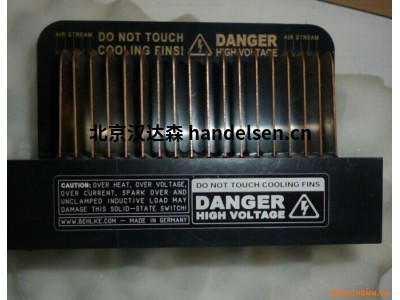 AIR STREAM
DO NOT TOUCH
COOLING FINS!
DANGER
HIGH VOLTAGE
AIR STREAM
北京汉达森 handelsen.cn
CAUTION: OVER HEAT, OVER VOLTAGE,
OVER CURRENT, SPARK OVER AND
UNCLAMPED INDUCTIVE LOAD MAY
DAMAGE THIS SOLID-STATE SWITCH!
WWW.BEHLKE.COM – MADE IN GERMANY
DO NOT TOUCH COOLING FINS
DANGER
HIGH VOLTAGE